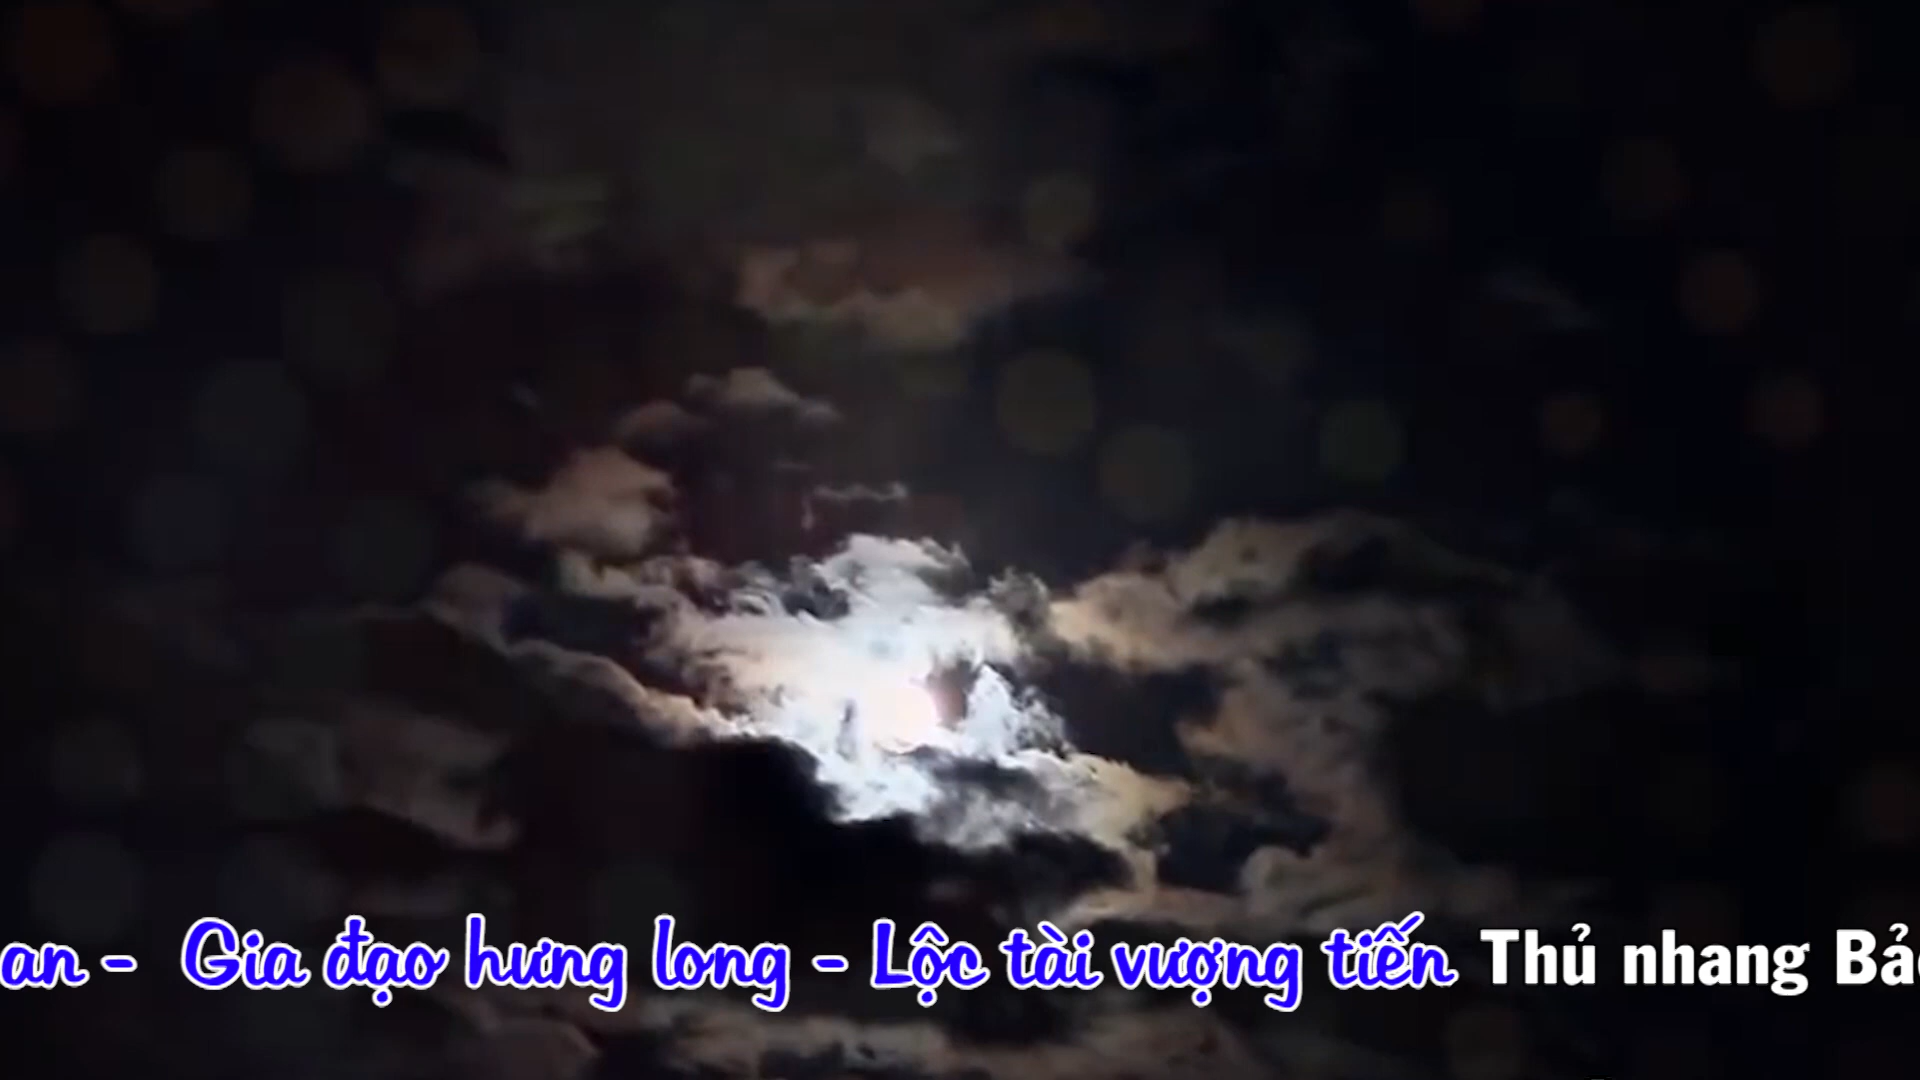 an - Gia đạo hưng long - Lộc tài vượng tiến Thủ nhang